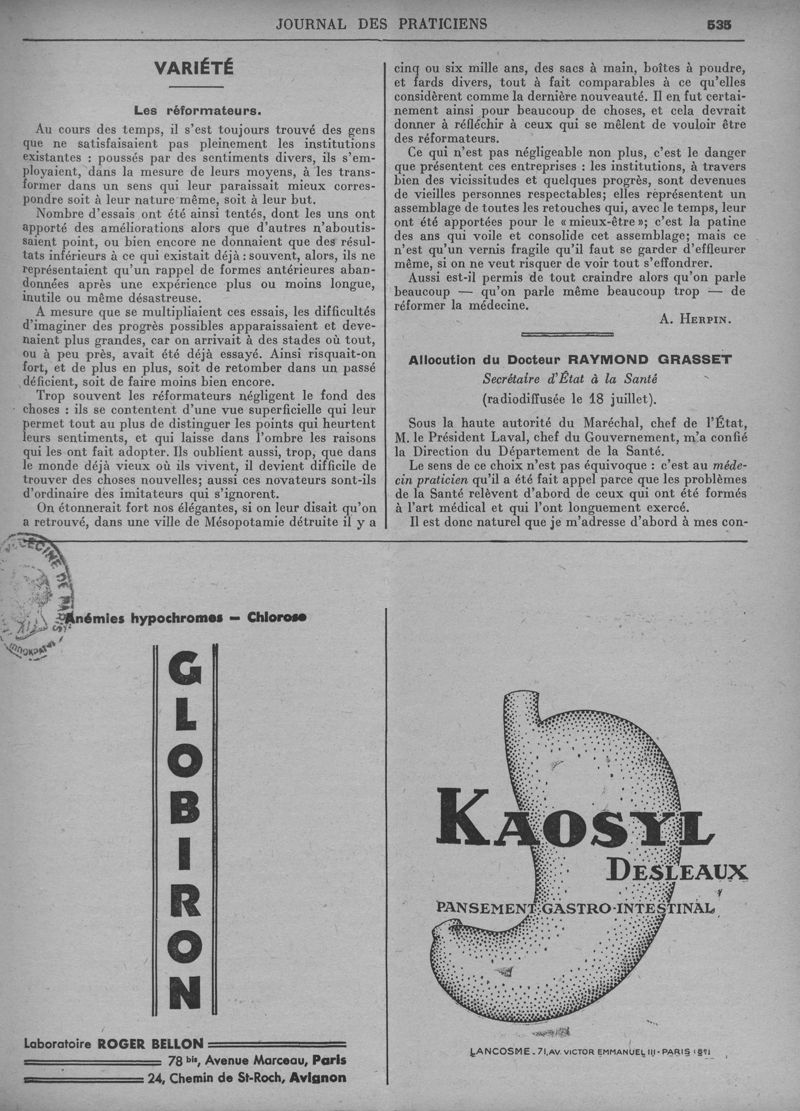 JOURNAL DES PRATICIENS 535
VARIÉTÉ
Les réformateurs.
Au cours des temps, il s'est toujours trouvé des gens
que ne satisfaisaient pas pleinement les institutions
existantes : poussés par des sentiments divers, ils s'em-
ployaient, dans la mesure de leurs moyens, à les trans-
former dans un sens qui leur paraissait mieux corres-
pondre soit à leur nature même, soit à leur but.
Nombre d'essais ont été ainsi tentés, dont les uns ont
apporté des améliorations alors que d'autres n'aboutis-
saient point, ou bien encore ne donnaient que des résul-
tats inférieurs à ce qui existait déjà : souvent, alors, ils ne
représentaient qu'un rappel de formes antérieures aban-
données après une expérience plus ou moins longue,
inutile ou même désastreuse.
A mesure que se multipliaient ces essais, les difficultés
d'imaginer des progrès possibles apparaissaient et deve-
naient plus grandes, car on arrivait à des stades où tout,
ou à peu près, avait été déjà essayé. Ainsi risquait-on
fort, et de plus en plus, soit de retomber dans un passé
déficient, soit de faire moins bien encore.
Trop souvent les réformateurs négligent le fond des
choses : ils se contentent d'une vue superficielle qui leur
permet tout au plus de distinguer les points qui heurtent
leurs sentiments, et qui laisse dans l'ombre les raisons
qui les ont fait adopter. Ils oublient aussi, trop, que dans
le monde déjà vieux où ils vivent, il devient difficile de
trouver des choses nouvelles; aussi ces novateurs sont-ils
d'ordinaire des imitateurs qui s'ignorent.
On étonnerait fort nos élégantes, si on leur disait qu'on
a retrouvé, dans une ville de Mésopotamie détruite il y a
cinq ou six mille ans, des sacs à main, boîtes à poudre,
et fards divers, tout à fait comparables à ce qu'elles
considèrent comme la dernière nouveauté. Il en fut certai-
nement ainsi pour beaucoup de choses, et cela devrait
donner à réfléchir à ceux qui se mêlent de vouloir être
des réformateurs.
Ce qui n'est pas négligeable non plus, c'est le danger
que présentent ces entreprises : les institutions, à travers
bien des vicissitudes et quelques progrès, sont devenues
de vieilles personnes respectables; elles représentent un
assemblage de toutes les retouches qui, avec le temps, leur
ont été apportées pour le « mieux-être »; c'est la patine
des ans qui voile et consolide cet assemblage; mais ce
n'est qu'un vernis fragile qu'il faut se garder d'effleurer
même, si on ne veut risquer de voir tout s'effondrer.
Aussi est-il permis de tout craindre alors qu'on parle
beaucoup — qu'on parle même beaucoup trop — de
réformer la médecine.
A. HERPIN.
Allocution du Docteur RAYMOND GRASSET
Secrétaire d'État à la Santé
(radiodiffusée le 18 juillet).
Sous la haute autorité du Maréchal, chef de l'État,
M. le Président Laval, chef du Gouvernement, m'a confié
la Direction du Département de la Santé.
Le sens de ce choix n'est pas équivoque : c'est au méde-
cin praticien qu'il a été fait appel parce que les problèmes
de la Santé relèvent d'abord de ceux qui ont été formés
à l'art médical et qui l'ont longuement exercé.
Il est donc naturel que je m'adresse d'abord à mes con-
Anémies hypochromes — Chlorose
GLOBIRON
Laboratoire ROGER BELLON
78 bis, Avenue Marceau, Paris
24, Chemin de St-Roch, Avignon
KAOSYL
DESLEAUX
PANSEMENT GASTRO-INTESTINAL
LANCOSME. 71, AV. VICTOR EMMANUEL III - PARIS (8e)